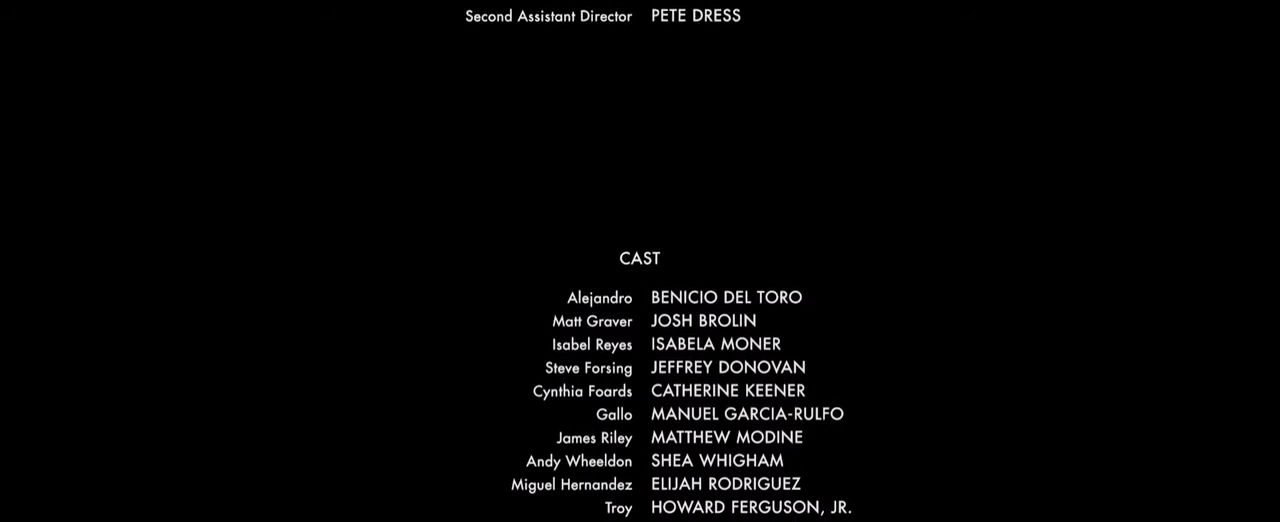 Second Assistant Director PETE DRESS
CAST
Alejandro BENICIO DEL TORO
Matt Graver JOSH BROLIN
Isabel Reyes ISABELA MONER
Steve Forsing JEFFREY DONOVAN
Cynthia Foards CATHERINE KEENER
Gallo MANUEL GARCIA-RULFO
James Riley MATTHEW MODINE
Andy Wheeldon SHEA WHIGHAM
Miguel Hernandez ELIJAH RODRIGUEZ
Troy HOWARD FERGUSON, JR.